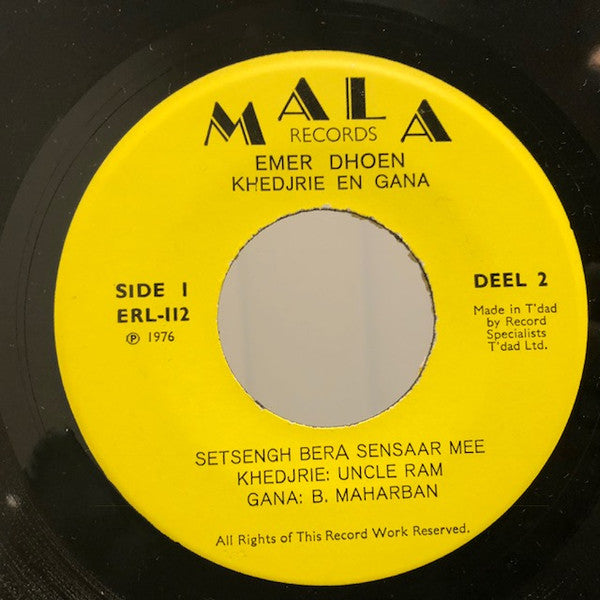 MALA
RECORDS
EMER DHOEN
KHEDJRIE EN GANA
SIDE 1
ERL-112
℗ 1976
DEEL 2
Made in T'dad
by Record
Specialists
T'dad Ltd.
SETSENGH BERA SENSAAR MEE
KHEDJRIE: UNCLE RAM
GANA: B. MAHARBAN
All Rights of This Record Work Reserved.